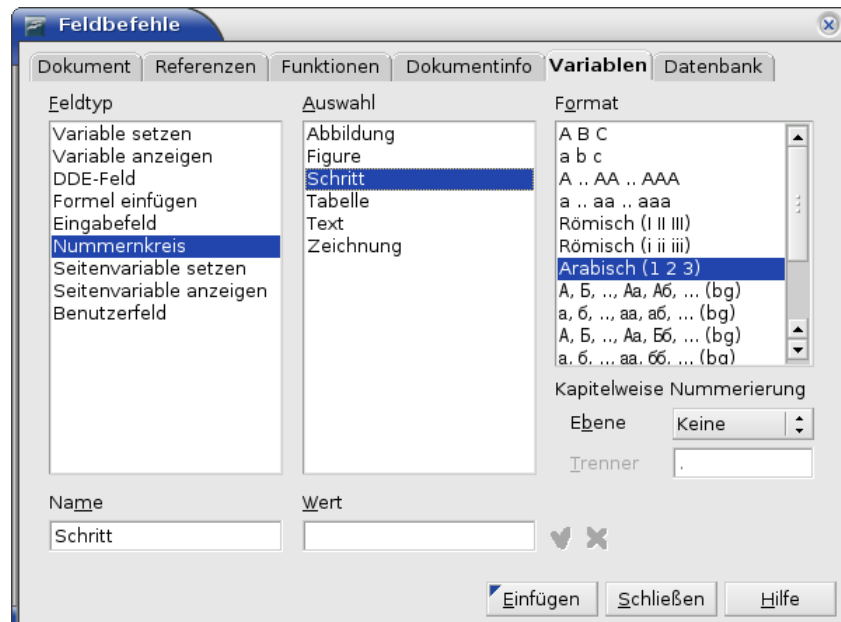 Feldbefehle
Dokument Referenzen Funktionen Dokumentinfo Variablen Datenbank
Feldtyp
Variable setzen
Variable anzeigen
DDE-Feld
Formel einfügen
Eingabefeld
Nummernkreis
Seitenvariable setzen
Seitenvariable anzeigen
Benutzerfeld
Auswahl
Abbildung
Figure
Schritt
Tabelle
Text
Zeichnung
Format
A B C
a b c
A .. AA .. AAA
a .. aa .. aaa
Römisch (I II III)
Römisch (i ii iii)
Arabisch (1 2 3)
А, Б, .., Аа, Аб, ... (bg)
а, б, .., аа, аб, ... (bg)
А, Б, .., Аа, Бб, ... (bg)
а, б, .., аа, бб, ... (bg)
Kapitelweise Nummerierung
Ebene Keine
Trenner .
Name
Schritt
Wert
Einfügen Schließen Hilfe